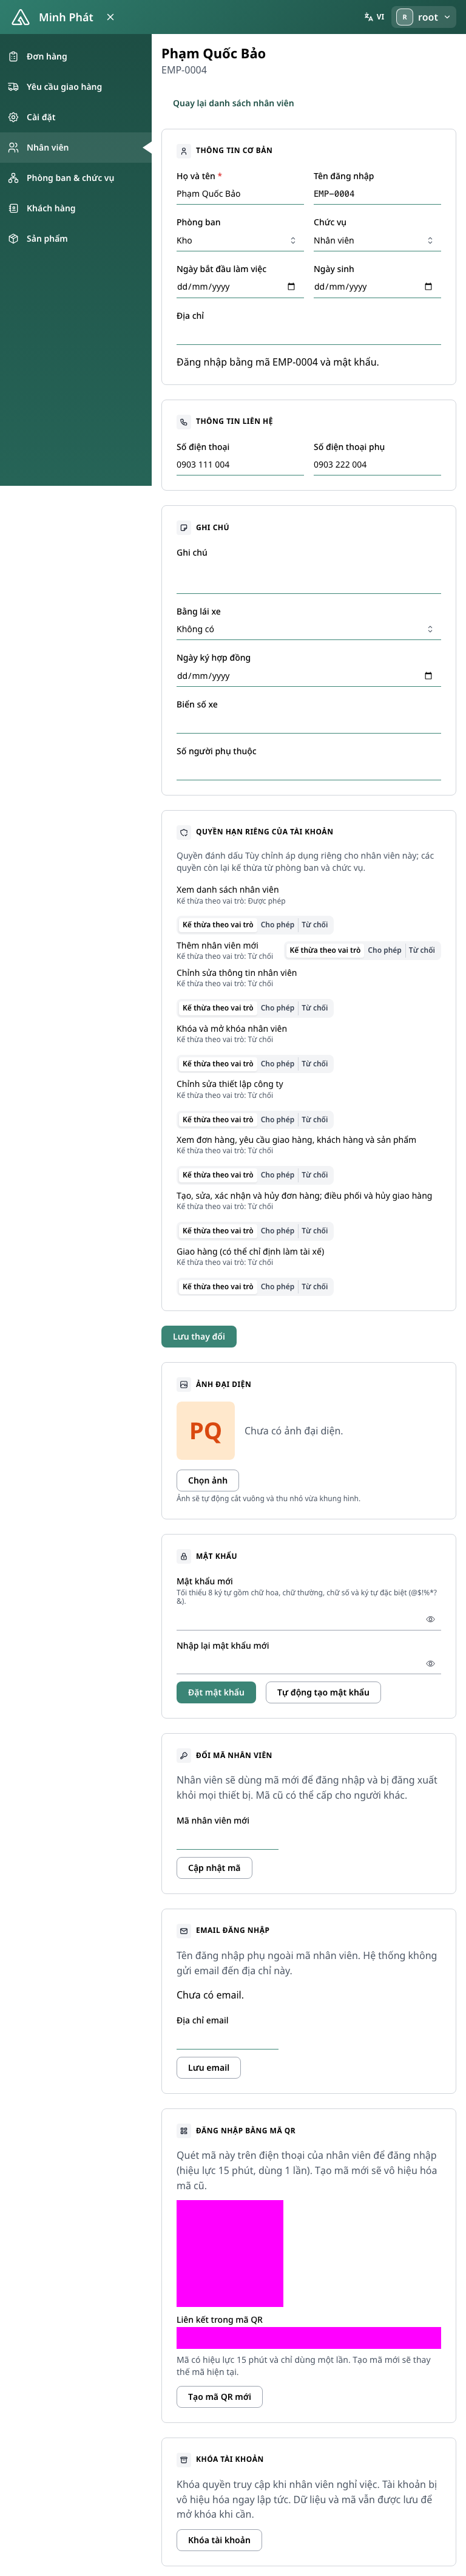 Minh Phát
VI
R
root
Đơn hàng
Yêu cầu giao hàng
Cài đặt
Nhân viên
Phòng ban & chức vụ
Khách hàng
Sản phẩm
Phạm Quốc Bảo
EMP-0004
Quay lại danh sách nhân viên
THÔNG TIN CƠ BẢN
Họ và tên *
Tên đăng nhập
Phạm Quốc Bảo
EMP-0004
Phòng ban
Chức vụ
Kho
Nhân viên
Ngày bắt đầu làm việc
Ngày sinh
dd/mm/yyyy
dd/mm/yyyy
Địa chỉ
Đăng nhập bằng mã EMP-0004 và mật khẩu.
THÔNG TIN LIÊN HỆ
Số điện thoại
Số điện thoại phụ
0903 111 004
0903 222 004
GHI CHÚ
Ghi chú
Bằng lái xe
Không có
Ngày ký hợp đồng
dd/mm/yyyy
Biển số xe
Số người phụ thuộc
QUYỀN HẠN RIÊNG CỦA TÀI KHOẢN
Quyền đánh dấu Tùy chỉnh áp dụng riêng cho nhân viên này; các
quyền còn lại kế thừa từ phòng ban và chức vụ.
Xem danh sách nhân viên
Kế thừa theo vai trò: Được phép
Kế thừa theo vai trò Cho phép Từ chối
Thêm nhân viên mới
Kế thừa theo vai trò: Từ chối
Kế thừa theo vai trò Cho phép Từ chối
Chỉnh sửa thông tin nhân viên
Kế thừa theo vai trò: Từ chối
Kế thừa theo vai trò Cho phép Từ chối
Khóa và mở khóa nhân viên
Kế thừa theo vai trò: Từ chối
Kế thừa theo vai trò Cho phép Từ chối
Chỉnh sửa thiết lập công ty
Kế thừa theo vai trò: Từ chối
Kế thừa theo vai trò Cho phép Từ chối
Xem đơn hàng, yêu cầu giao hàng, khách hàng và sản phẩm
Kế thừa theo vai trò: Từ chối
Kế thừa theo vai trò Cho phép Từ chối
Tạo, sửa, xác nhận và hủy đơn hàng; điều phối và hủy giao hàng
Kế thừa theo vai trò: Từ chối
Kế thừa theo vai trò Cho phép Từ chối
Giao hàng (có thể chỉ định làm tài xế)
Kế thừa theo vai trò: Từ chối
Kế thừa theo vai trò Cho phép Từ chối
Lưu thay đổi
ẢNH ĐẠI DIỆN
PQ
Chưa có ảnh đại diện.
Chọn ảnh
Ảnh sẽ tự động cắt vuông và thu nhỏ vừa khung hình.
MẬT KHẨU
Mật khẩu mới
Tối thiểu 8 ký tự gồm chữ hoa, chữ thường, chữ số và ký tự đặc biệt (@$!%*?
&).
Nhập lại mật khẩu mới
Đặt mật khẩu
Tự động tạo mật khẩu
ĐỔI MÃ NHÂN VIÊN
Nhân viên sẽ dùng mã mới để đăng nhập và bị đăng xuất
khỏi mọi thiết bị. Mã cũ có thể cấp cho người khác.
Mã nhân viên mới
Cập nhật mã
EMAIL ĐĂNG NHẬP
Tên đăng nhập phụ ngoài mã nhân viên. Hệ thống không
gửi email đến địa chỉ này.
Chưa có email.
Địa chỉ email
Lưu email
ĐĂNG NHẬP BẰNG MÃ QR
Quét mã này trên điện thoại của nhân viên để đăng nhập
(hiệu lực 15 phút, dùng 1 lần). Tạo mã mới sẽ vô hiệu hóa
mã cũ.
Liên kết trong mã QR
Mã có hiệu lực 15 phút và chỉ dùng một lần. Tạo mã mới sẽ thay
thế mã hiện tại.
Tạo mã QR mới
KHÓA TÀI KHOẢN
Khóa quyền truy cập khi nhân viên nghỉ việc. Tài khoản bị
vô hiệu hóa ngay lập tức. Dữ liệu và mã vẫn được lưu để
mở khóa khi cần.
Khóa tài khoản